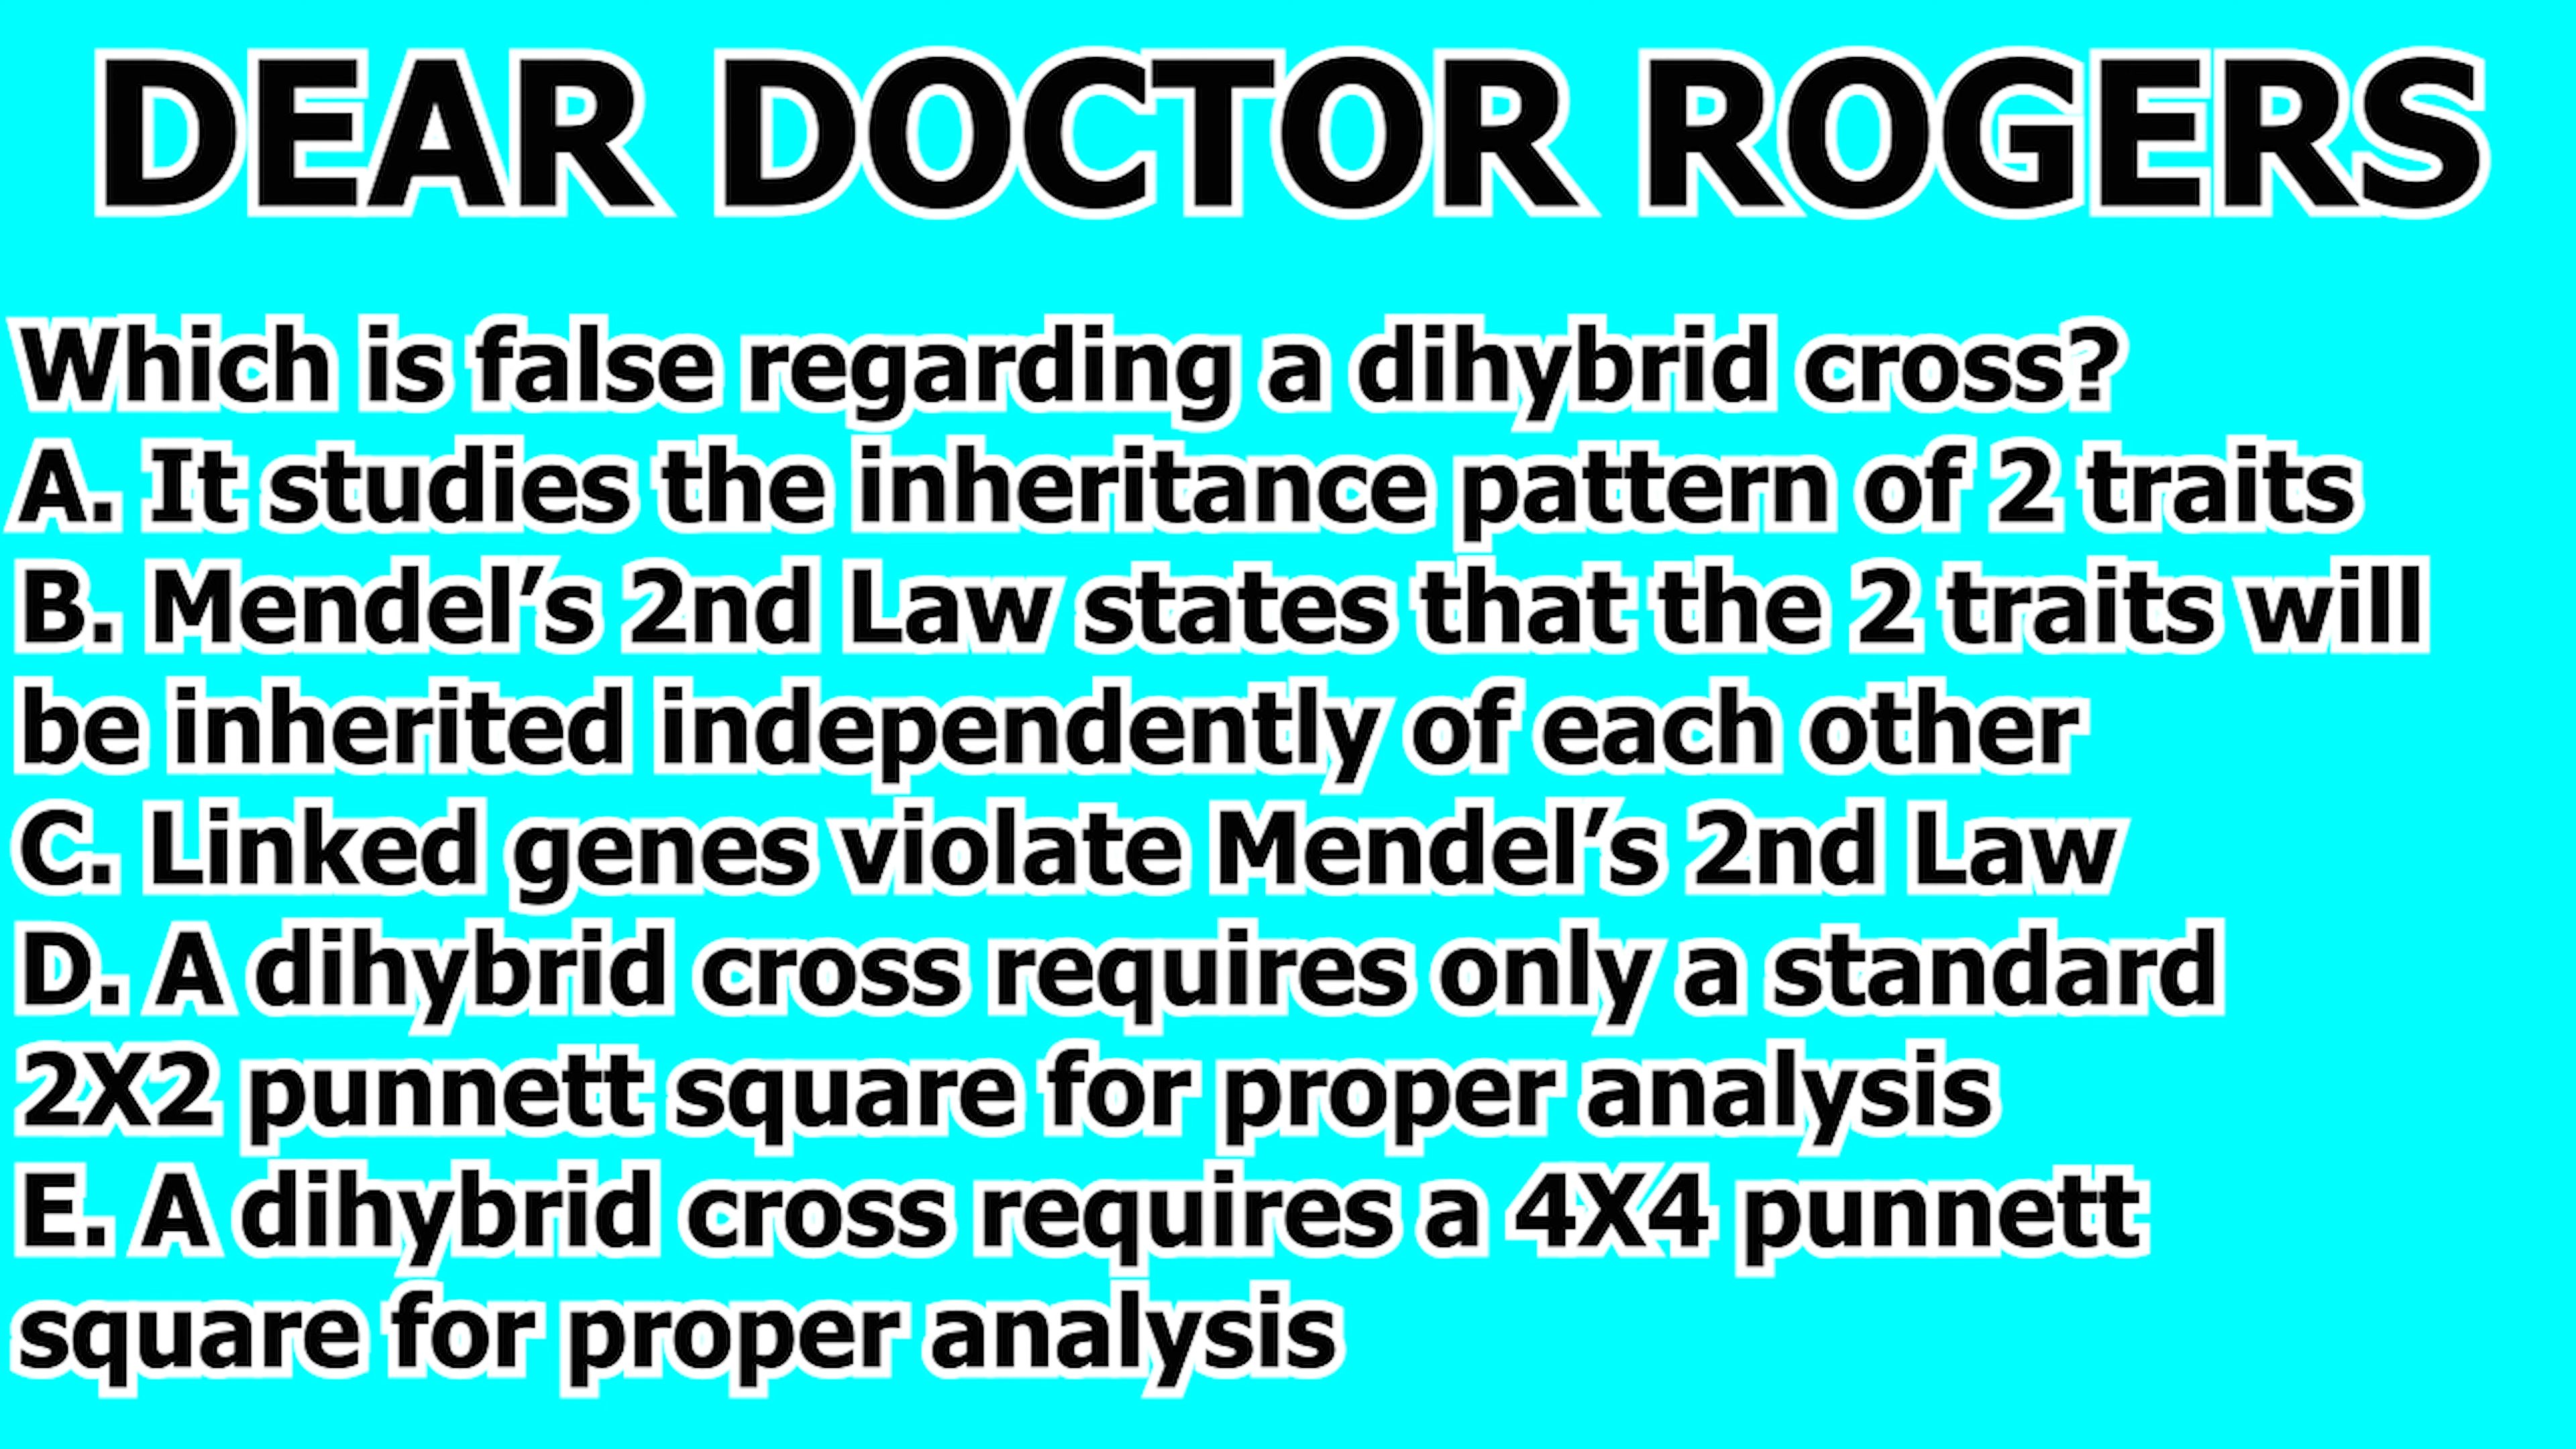 DEAR DOCTOR ROGERS
Which is false regarding a dihybrid cross?
A. It studies the inheritance pattern of 2 traits
B. Mendel’s 2nd Law states that the 2 traits will
be inherited independently of each other
C. Linked genes violate Mendel’s 2nd Law
D. A dihybrid cross requires only a standard
2X2 punnett square for proper analysis
E. A dihybrid cross requires a 4X4 punnett
square for proper analysis